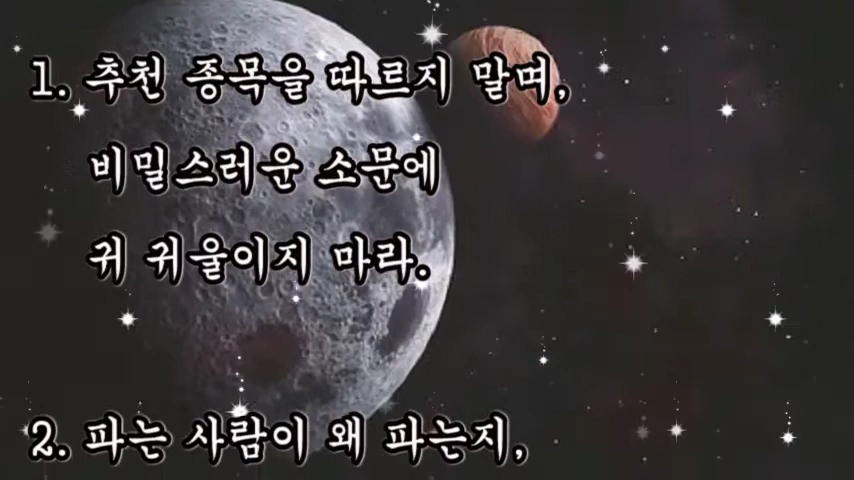 1. 추천 종목을 따르지 말며,
비밀스러운 소문에
귀 귀울이지 마라.
2. 파는 사람이 왜 파는지,